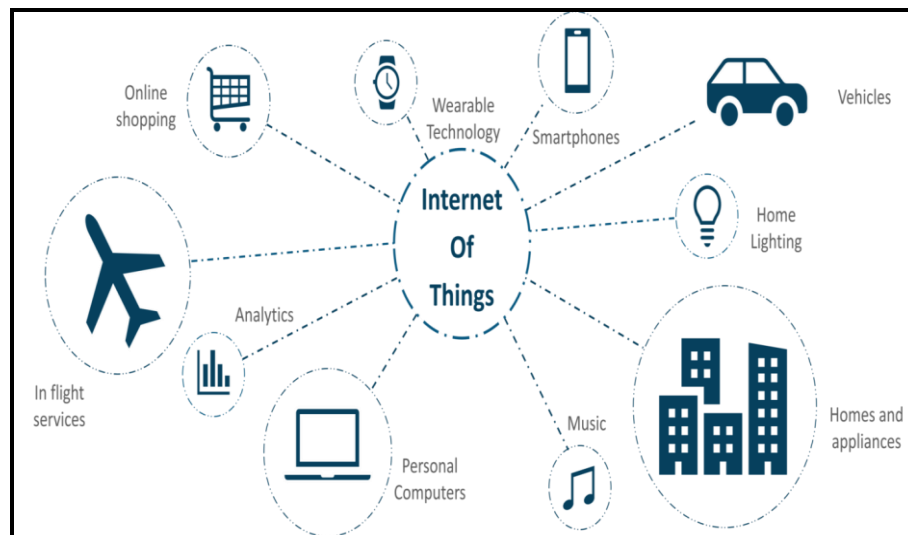 Online
shopping
Wearable
Technology
Smartphones
Vehicles
Internet
Of
Things
Home
Lighting
Analytics
In flight
services
Personal
Computers
Music
Homes and
appliances